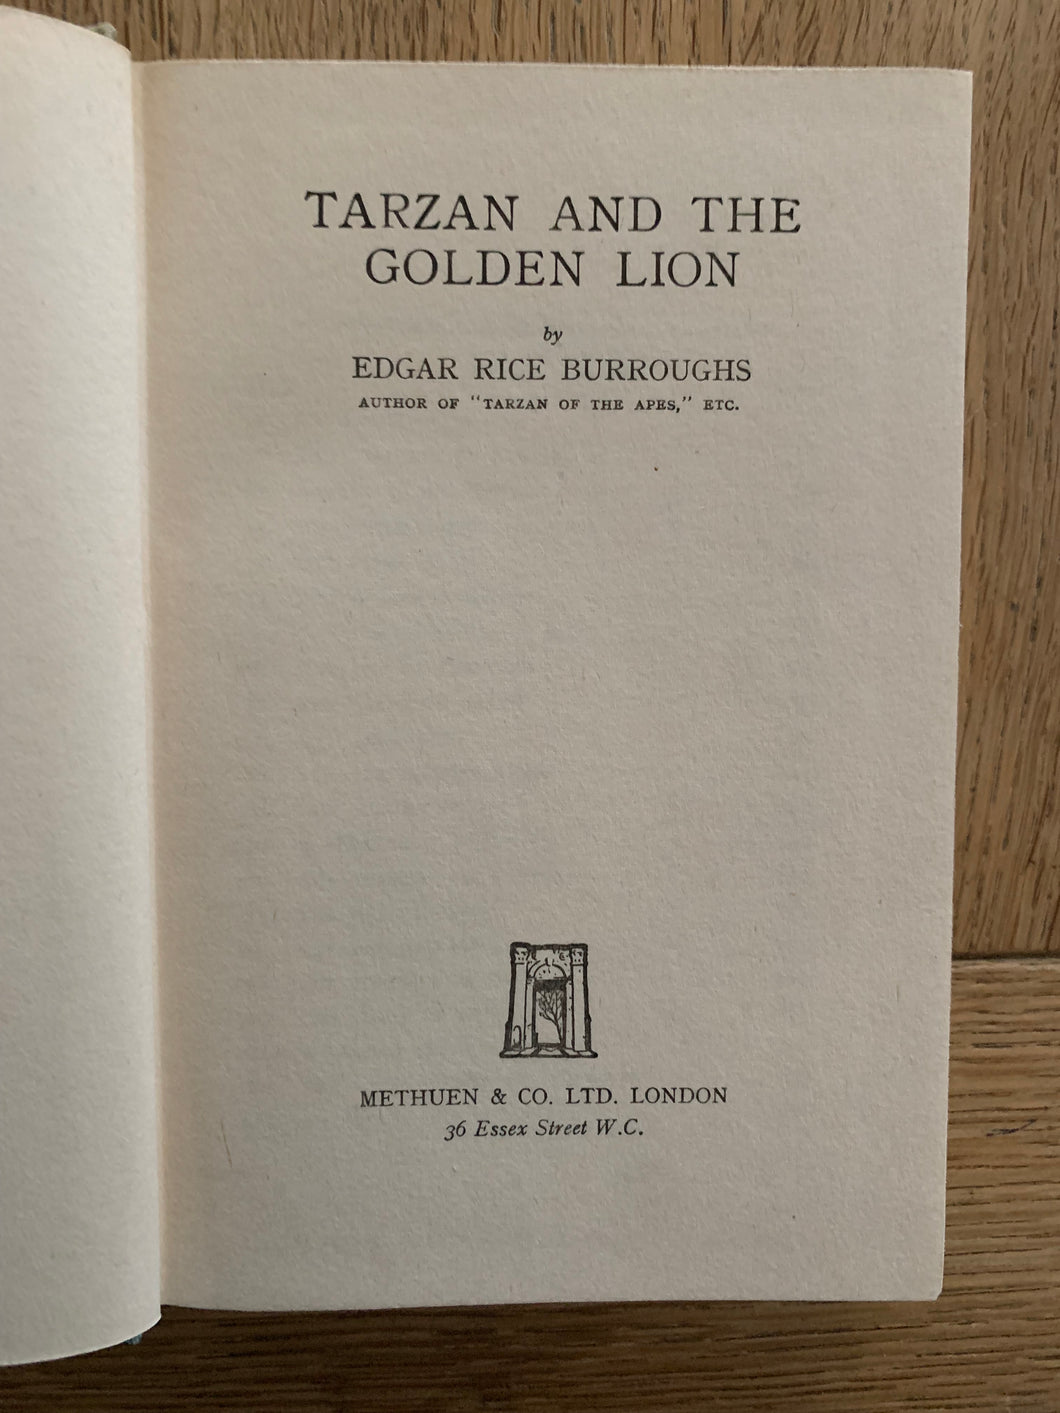 TARZAN AND THE
GOLDEN LION
by
EDGAR RICE BURROUGHS
AUTHOR OF "TARZAN OF THE APES," ETC.
METHUEN & CO. LTD. LONDON
36 Essex Street W.C.